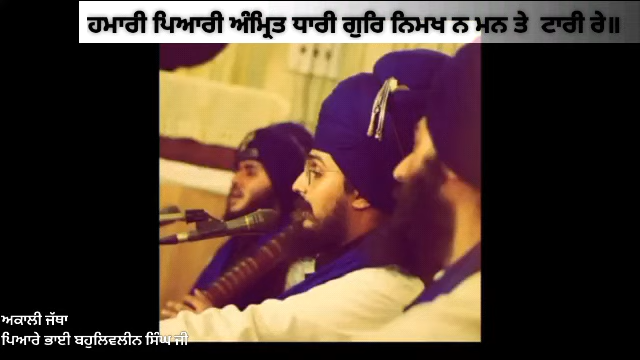 ਹਮਾਰੀ ਪਿਆਰੀ ਅੰਮ੍ਰਿਤ ਧਾਰੀ ਗੁਰਿ ਨਿਮਖ ਨ ਮਨ ਤੇ ਟਾਰੀ ਰੇ॥
ਅਕਾਲੀ ਜੱਥਾ
ਪਿਆਰੇ ਭਾਈ ਬਹੁਲਿਵਲੀਨ ਸਿੰਘ ਜੀ